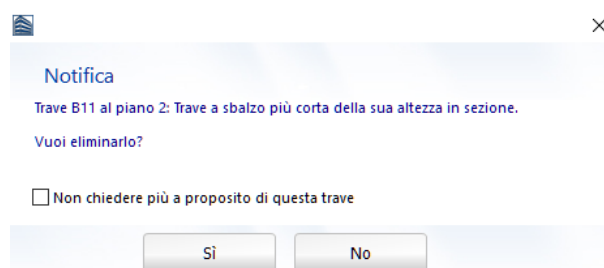 Notifica
Trave B11 al piano 2: Trave a sbalzo più corta della sua altezza in sezione.
Vuoi eliminarlo?
Non chiedere più a proposito di questa trave
Sì
No